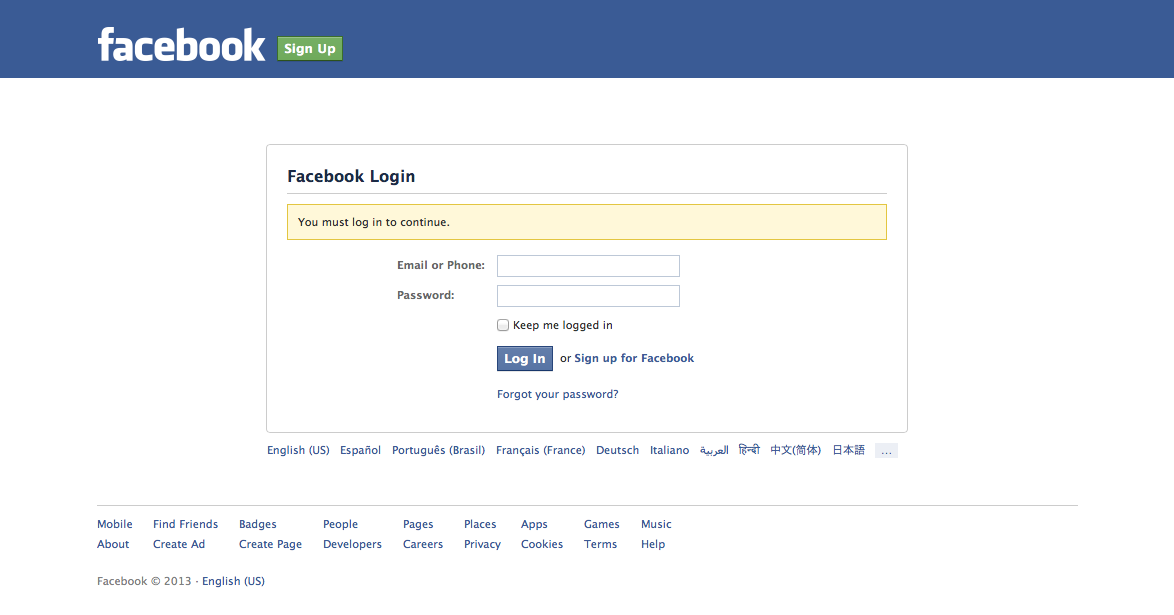 facebook Sign Up
Facebook Login
You must log in to continue.
Email or Phone:
Password:
Keep me logged in
Log In or Sign up for Facebook
Forgot your password?
English (US) Español Português (Brasil) Français (France) Deutsch Italiano العربية हिन्दी 中文(简体) 日本語 ...
Mobile Find Friends Badges People Pages Places Apps Games Music
About Create Ad Create Page Developers Careers Privacy Cookies Terms Help
Facebook © 2013 · English (US)